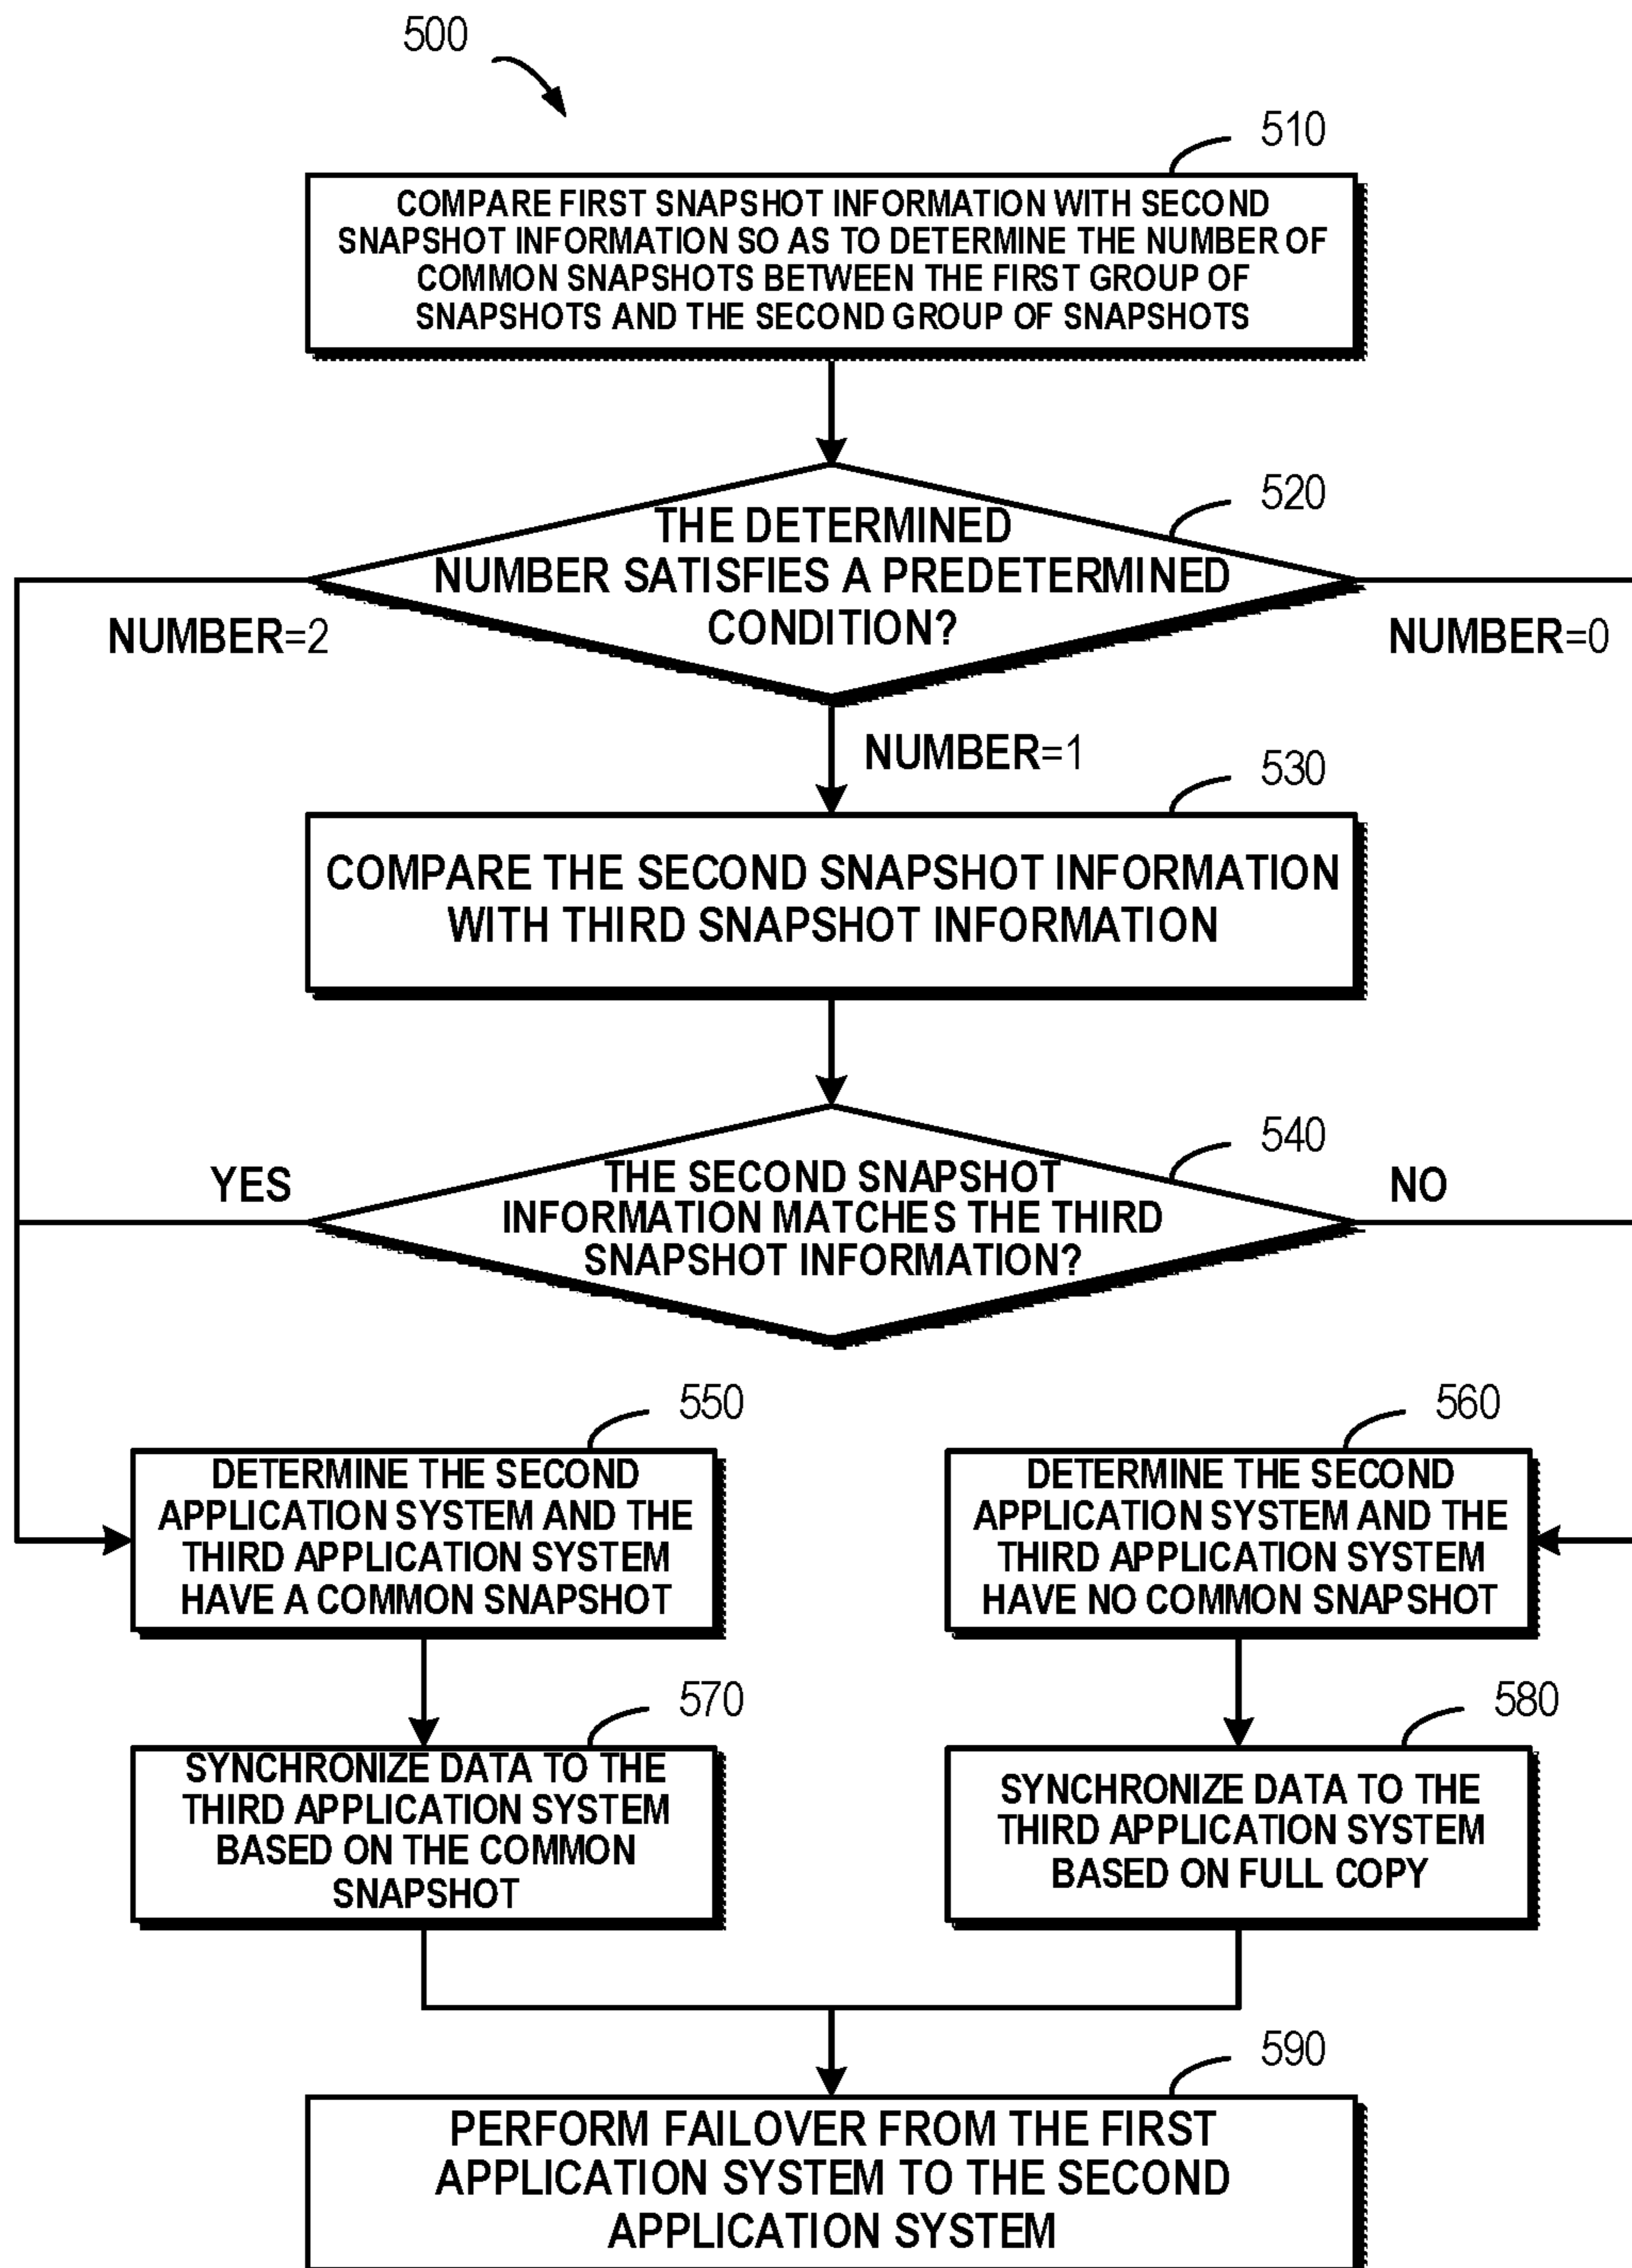 500
510
COMPARE FIRST SNAPSHOT INFORMATION WITH SECOND
SNAPSHOT INFORMATION SO AS TO DETERMINE THE NUMBER OF
COMMON SNAPSHOTS BETWEEN THE FIRST GROUP OF
SNAPSHOTS AND THE SECOND GROUP OF SNAPSHOTS
520
THE DETERMINED
NUMBER SATISFIES A PREDETERMINED
CONDITION?
NUMBER=2
NUMBER=0
NUMBER=1
530
COMPARE THE SECOND SNAPSHOT INFORMATION
WITH THIRD SNAPSHOT INFORMATION
540
YES
THE SECOND SNAPSHOT
INFORMATION MATCHES THE THIRD
SNAPSHOT INFORMATION?
NO
550
DETERMINE THE SECOND
APPLICATION SYSTEM AND THE
THIRD APPLICATION SYSTEM
HAVE A COMMON SNAPSHOT
560
DETERMINE THE SECOND
APPLICATION SYSTEM AND THE
THIRD APPLICATION SYSTEM
HAVE NO COMMON SNAPSHOT
570
SYNCHRONIZE DATA TO THE
THIRD APPLICATION SYSTEM
BASED ON THE COMMON
SNAPSHOT
580
SYNCHRONIZE DATA TO THE
THIRD APPLICATION SYSTEM
BASED ON FULL COPY
590
PERFORM FAILOVER FROM THE FIRST
APPLICATION SYSTEM TO THE SECOND
APPLICATION SYSTEM